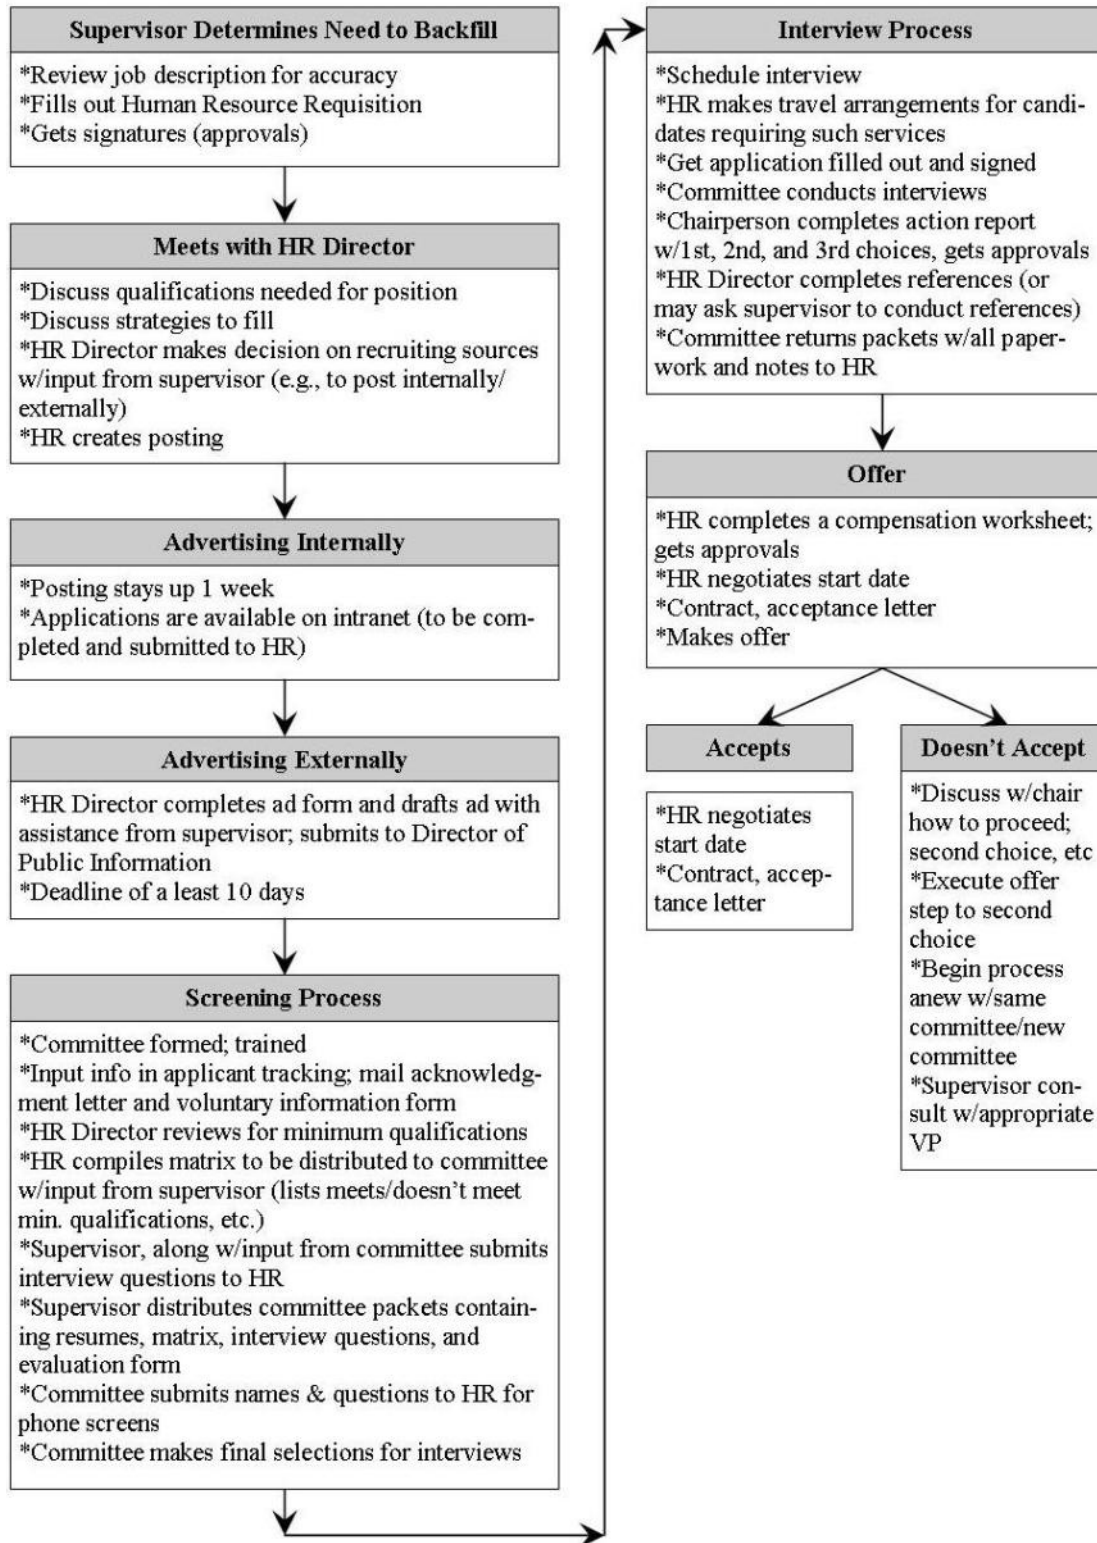 Supervisor Determines Need to Backfill
*Review job description for accuracy
*Fills out Human Resource Requisition
*Gets signatures (approvals)
Meets with HR Director
*Discuss qualifications needed for position
*Discuss strategies to fill
*HR Director makes decision on recruiting sources
w/input from supervisor (e.g., to post internally/
externally)
*HR creates posting
Advertising Internally
*Posting stays up 1 week
*Applications are available on intranet (to be com-
pleted and submitted to HR)
Advertising Externally
*HR Director completes ad form and drafts ad with
assistance from supervisor; submits to Director of
Public Information
*Deadline of a least 10 days
Screening Process
*Committee formed; trained
*Input info in applicant tracking; mail acknowledg-
ment letter and voluntary information form
*HR Director reviews for minimum qualifications
*HR compiles matrix to be distributed to committee
w/input from supervisor (lists meets/doesn't meet
min. qualifications, etc.)
*Supervisor, along w/input from committee submits
interview questions to HR
*Supervisor distributes committee packets contain-
ing resumes, matrix, interview questions, and
evaluation form
*Committee submits names & questions to HR for
phone screens
*Committee makes final selections for interviews
Interview Process
*Schedule interview
*HR makes travel arrangements for candi-
dates requiring such services
*Get application filled out and signed
*Committee conducts interviews
*Chairperson completes action report
w/1st, 2nd, and 3rd choices, gets approvals
*HR Director completes references (or
may ask supervisor to conduct references)
*Committee returns packets w/all paper-
work and notes to HR
Offer
*HR completes a compensation worksheet;
gets approvals
*HR negotiates start date
*Contract, acceptance letter
*Makes offer
Accepts
*HR negotiates
start date
*Contract, accep-
tance letter
Doesn't Accept
*Discuss w/chair
how to proceed;
second choice, etc
*Execute offer
step to second
choice
*Begin process
anew w/same
committee/new
committee
*Supervisor con-
sult w/appropriate
VP